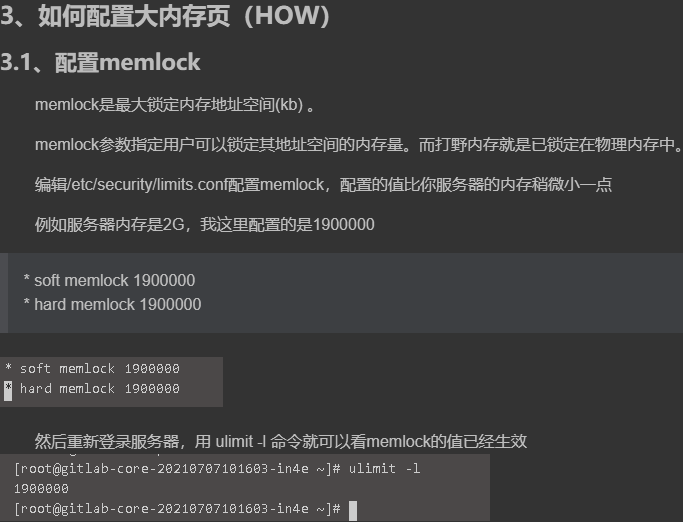 3、如何配置大内存页（HOW）
3.1、配置memlock
memlock是最大锁定内存地址空间(kb) 。
memlock参数指定用户可以锁定其地址空间的内存量。而打野内存就是已锁定在物理内存中。
编辑/etc/security/limits.conf配置memlock，配置的值比你服务器的内存稍微小一点
例如服务器内存是2G，我这里配置的是1900000
* soft memlock 1900000
* hard memlock 1900000
* soft memlock 1900000
* hard memlock 1900000
然后重新登录服务器，用 ulimit -l 命令就可以看memlock的值已经生效
[root@gitlab-core-20210707101603-in4e ~]# ulimit -l
1900000
[root@gitlab-core-20210707101603-in4e ~]#